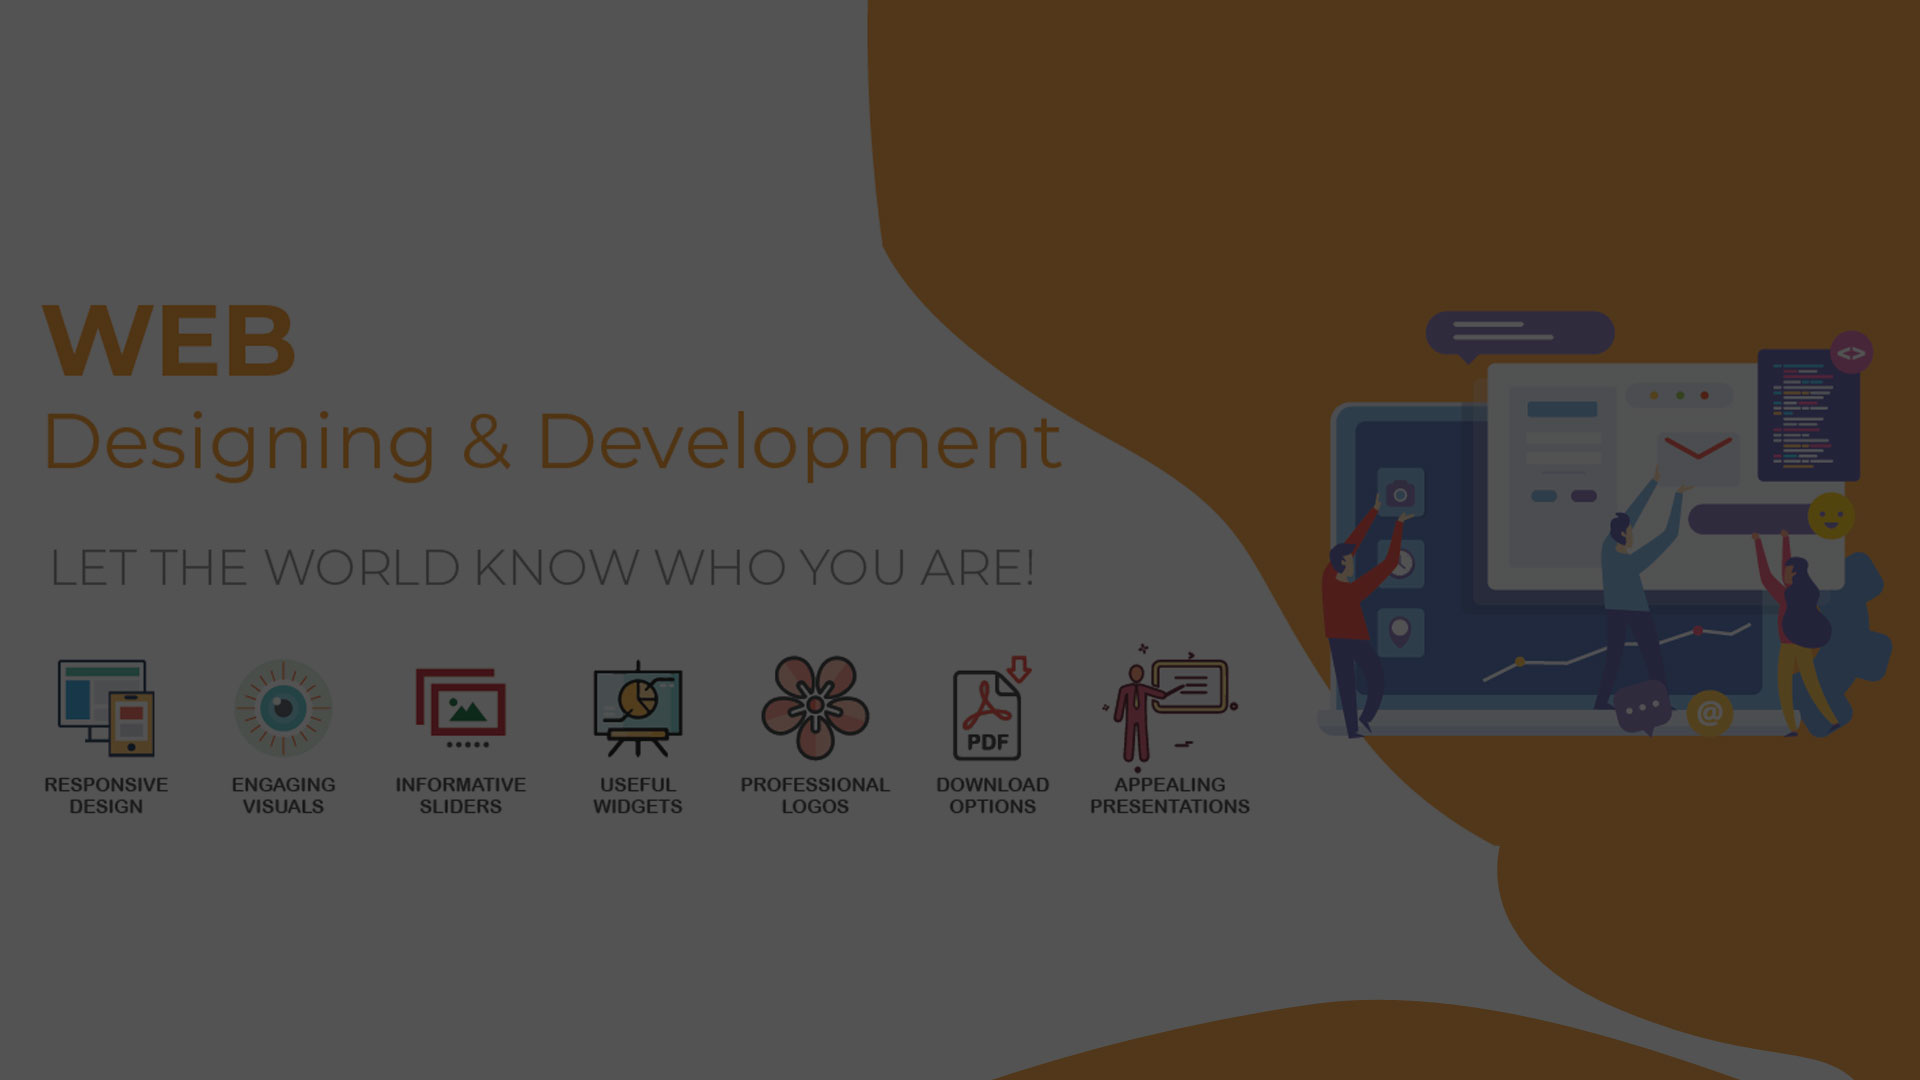 WEB
Designing & Development
LET THE WORLD KNOW WHO YOU ARE!
RESPONSIVE
DESIGN
ENGAGING
VISUALS
INFORMATIVE
SLIDERS
USEFUL
WIDGETS
PROFESSIONAL
LOGOS
PDF
DOWNLOAD
OPTIONS
APPEALING
PRESENTATIONS
<>
@